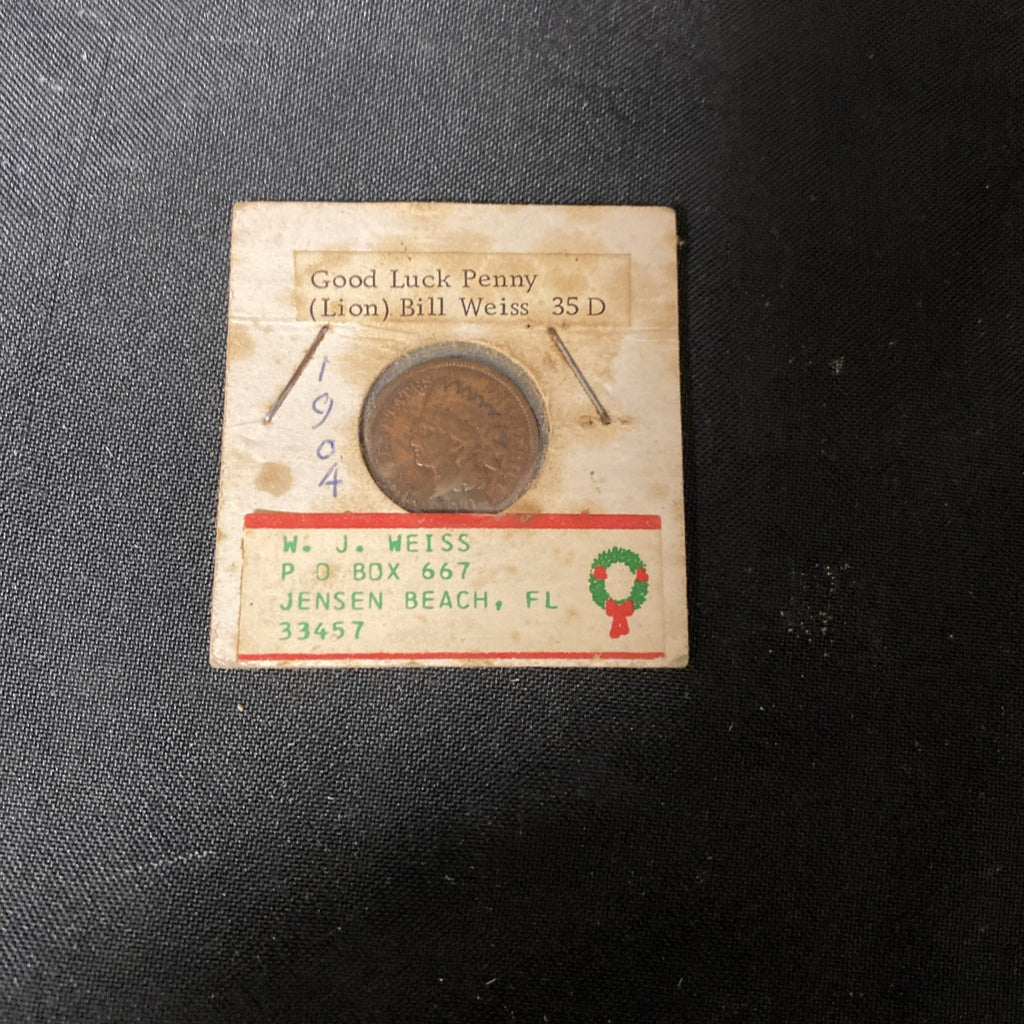 Good Luck Penny
(Lion) Bill Weiss 35 D
1904
W. J. WEISS
P O BOX 667
JENSEN BEACH, FL
33457